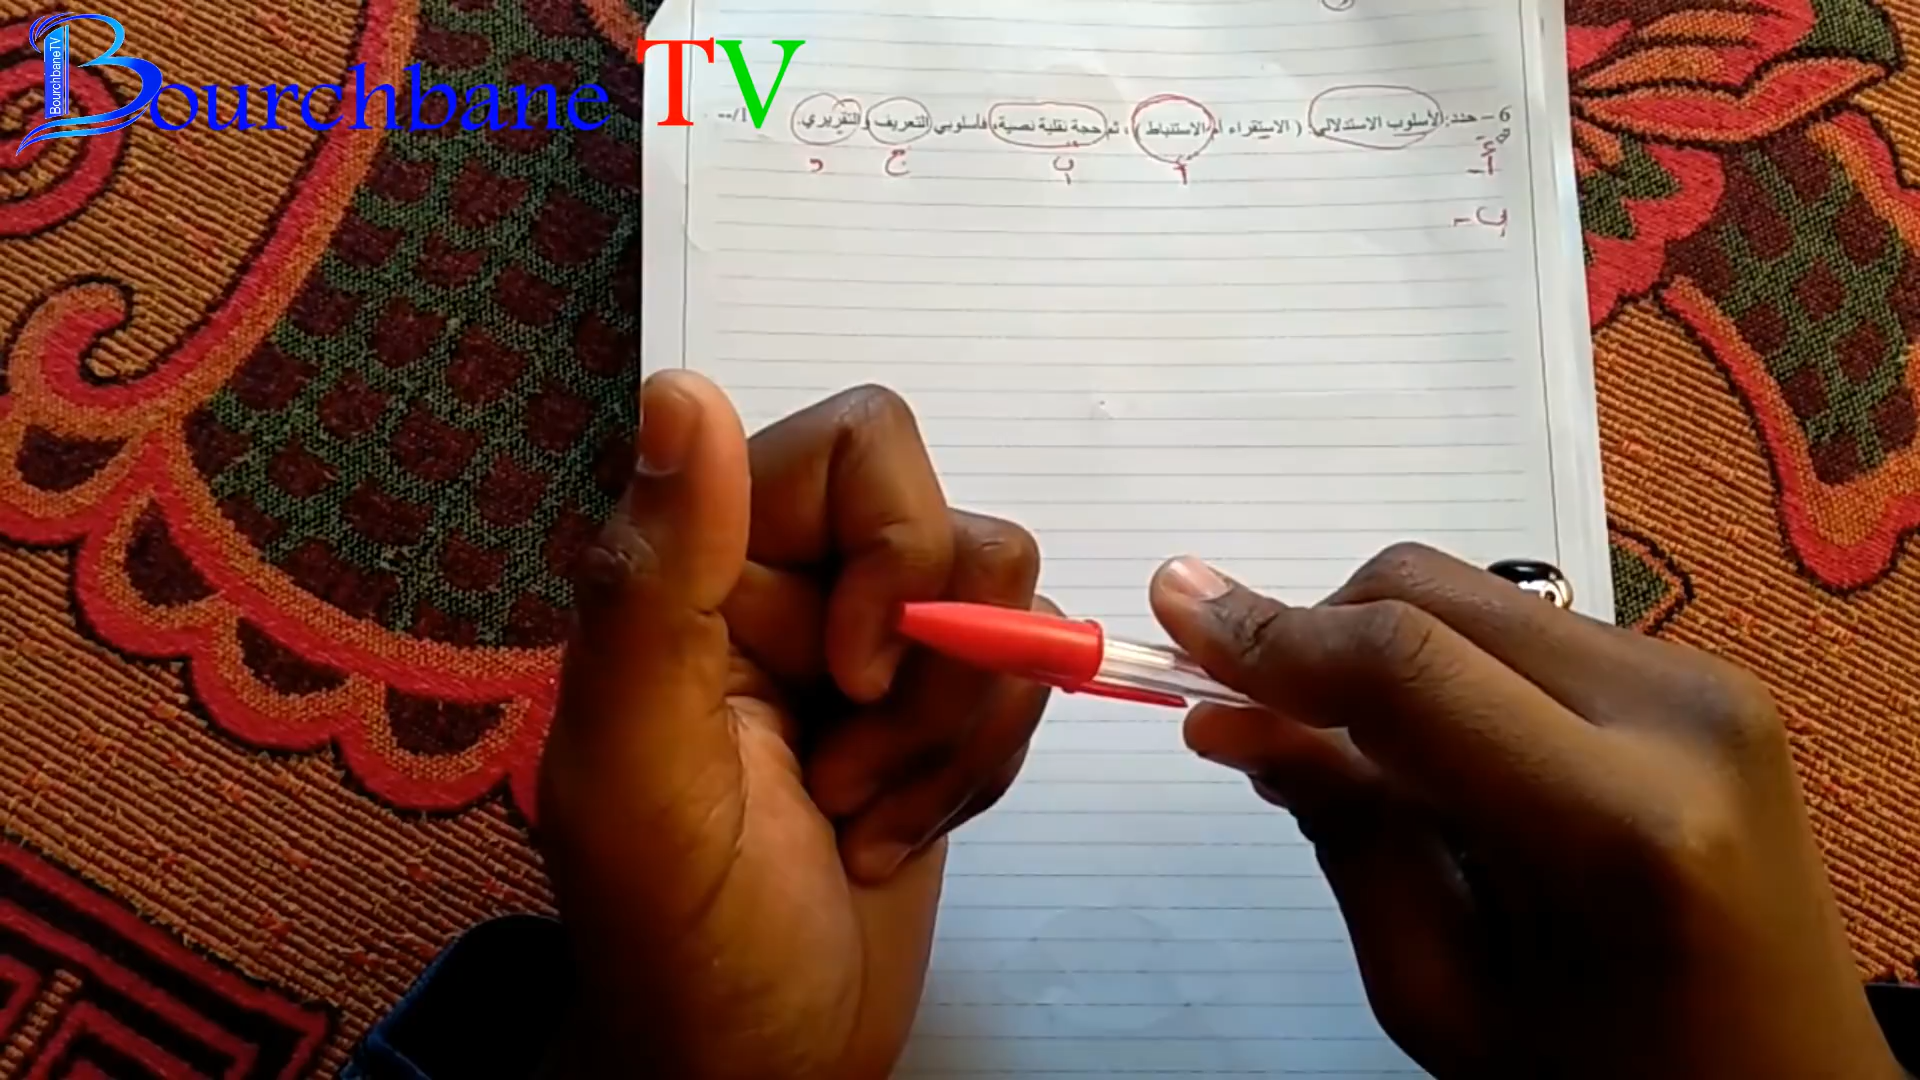 Bourchbane TV
BourchbaneTV
6 – حدد: الأسلوب الاستدلالي: ( الاستقراء أم الاستنباط ) ، ثم حجة نقلية نصية، فأسلوبي التعريف والتقريري. 1/--
أ ب ج د
أ-
ب-